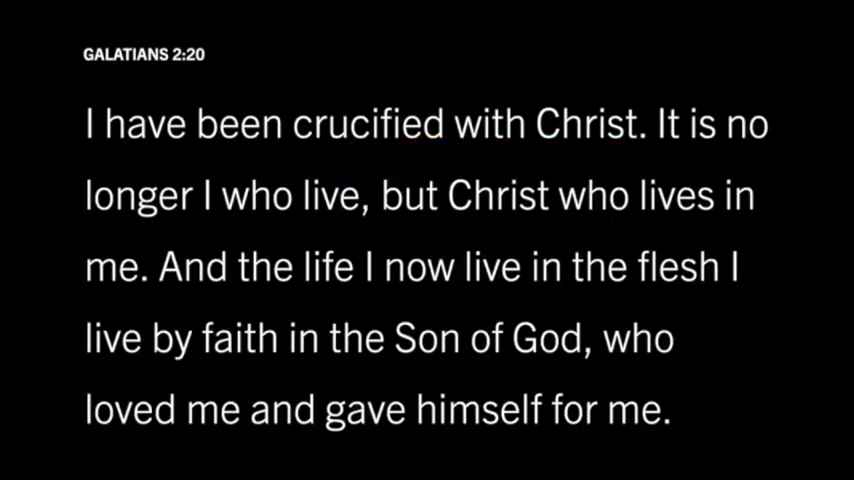 GALATIANS 2:20
I have been crucified with Christ. It is no
longer I who live, but Christ who lives in
me. And the life I now live in the flesh I
live by faith in the Son of God, who
loved me and gave himself for me.